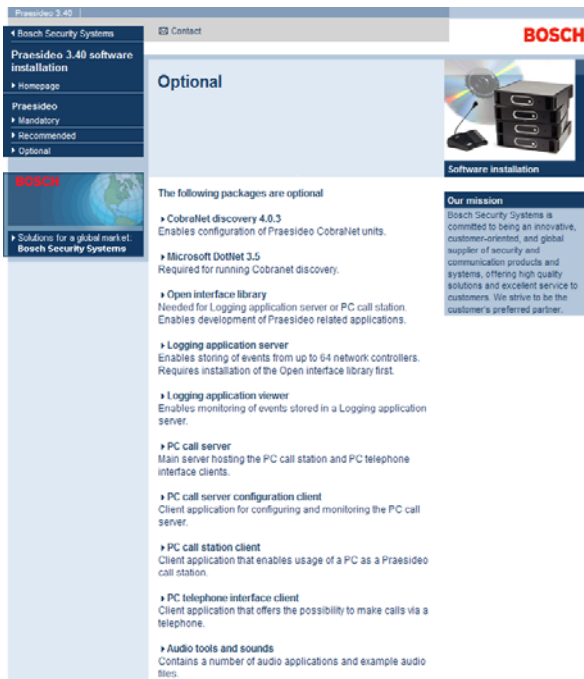 Praesideo 3.40
Bosch Security Systems
Praesideo 3.40 software
installation
Homepage
Praesideo
Mandatory
Recommended
Optional
BOSCH
Solutions for a global market:
Bosch Security Systems
Contact
BOSCH
Optional
Software installation
Our mission
Bosch Security Systems is
committed to being an innovative,
customer-oriented, and global
supplier of security and
communication products and
systems, offering high quality
solutions and excellent service to
customers. We strive to be the
customer's preferred partner.
The following packages are optional
CobraNet discovery 4.0.3
Enables configuration of Praesideo CobraNet units.
Microsoft DotNet 3.5
Required for running Cobranet discovery.
Open interface library
Needed for Logging application server or PC call station.
Enables development of Praesideo related applications.
Logging application server
Enables storing of events from up to 64 network controllers.
Requires installation of the Open interface library first.
Logging application viewer
Enables monitoring of events stored in a Logging application
server.
PC call server
Main server hosting the PC call station and PC telephone
interface clients.
PC call server configuration client
Client application for configuring and monitoring the PC call
server.
PC call station client
Client application that enables usage of a PC as a Praesideo
call station.
PC telephone interface client
Client application that offers the possibility to make calls via a
telephone.
Audio tools and sounds
Contains a number of audio applications and example audio
files.